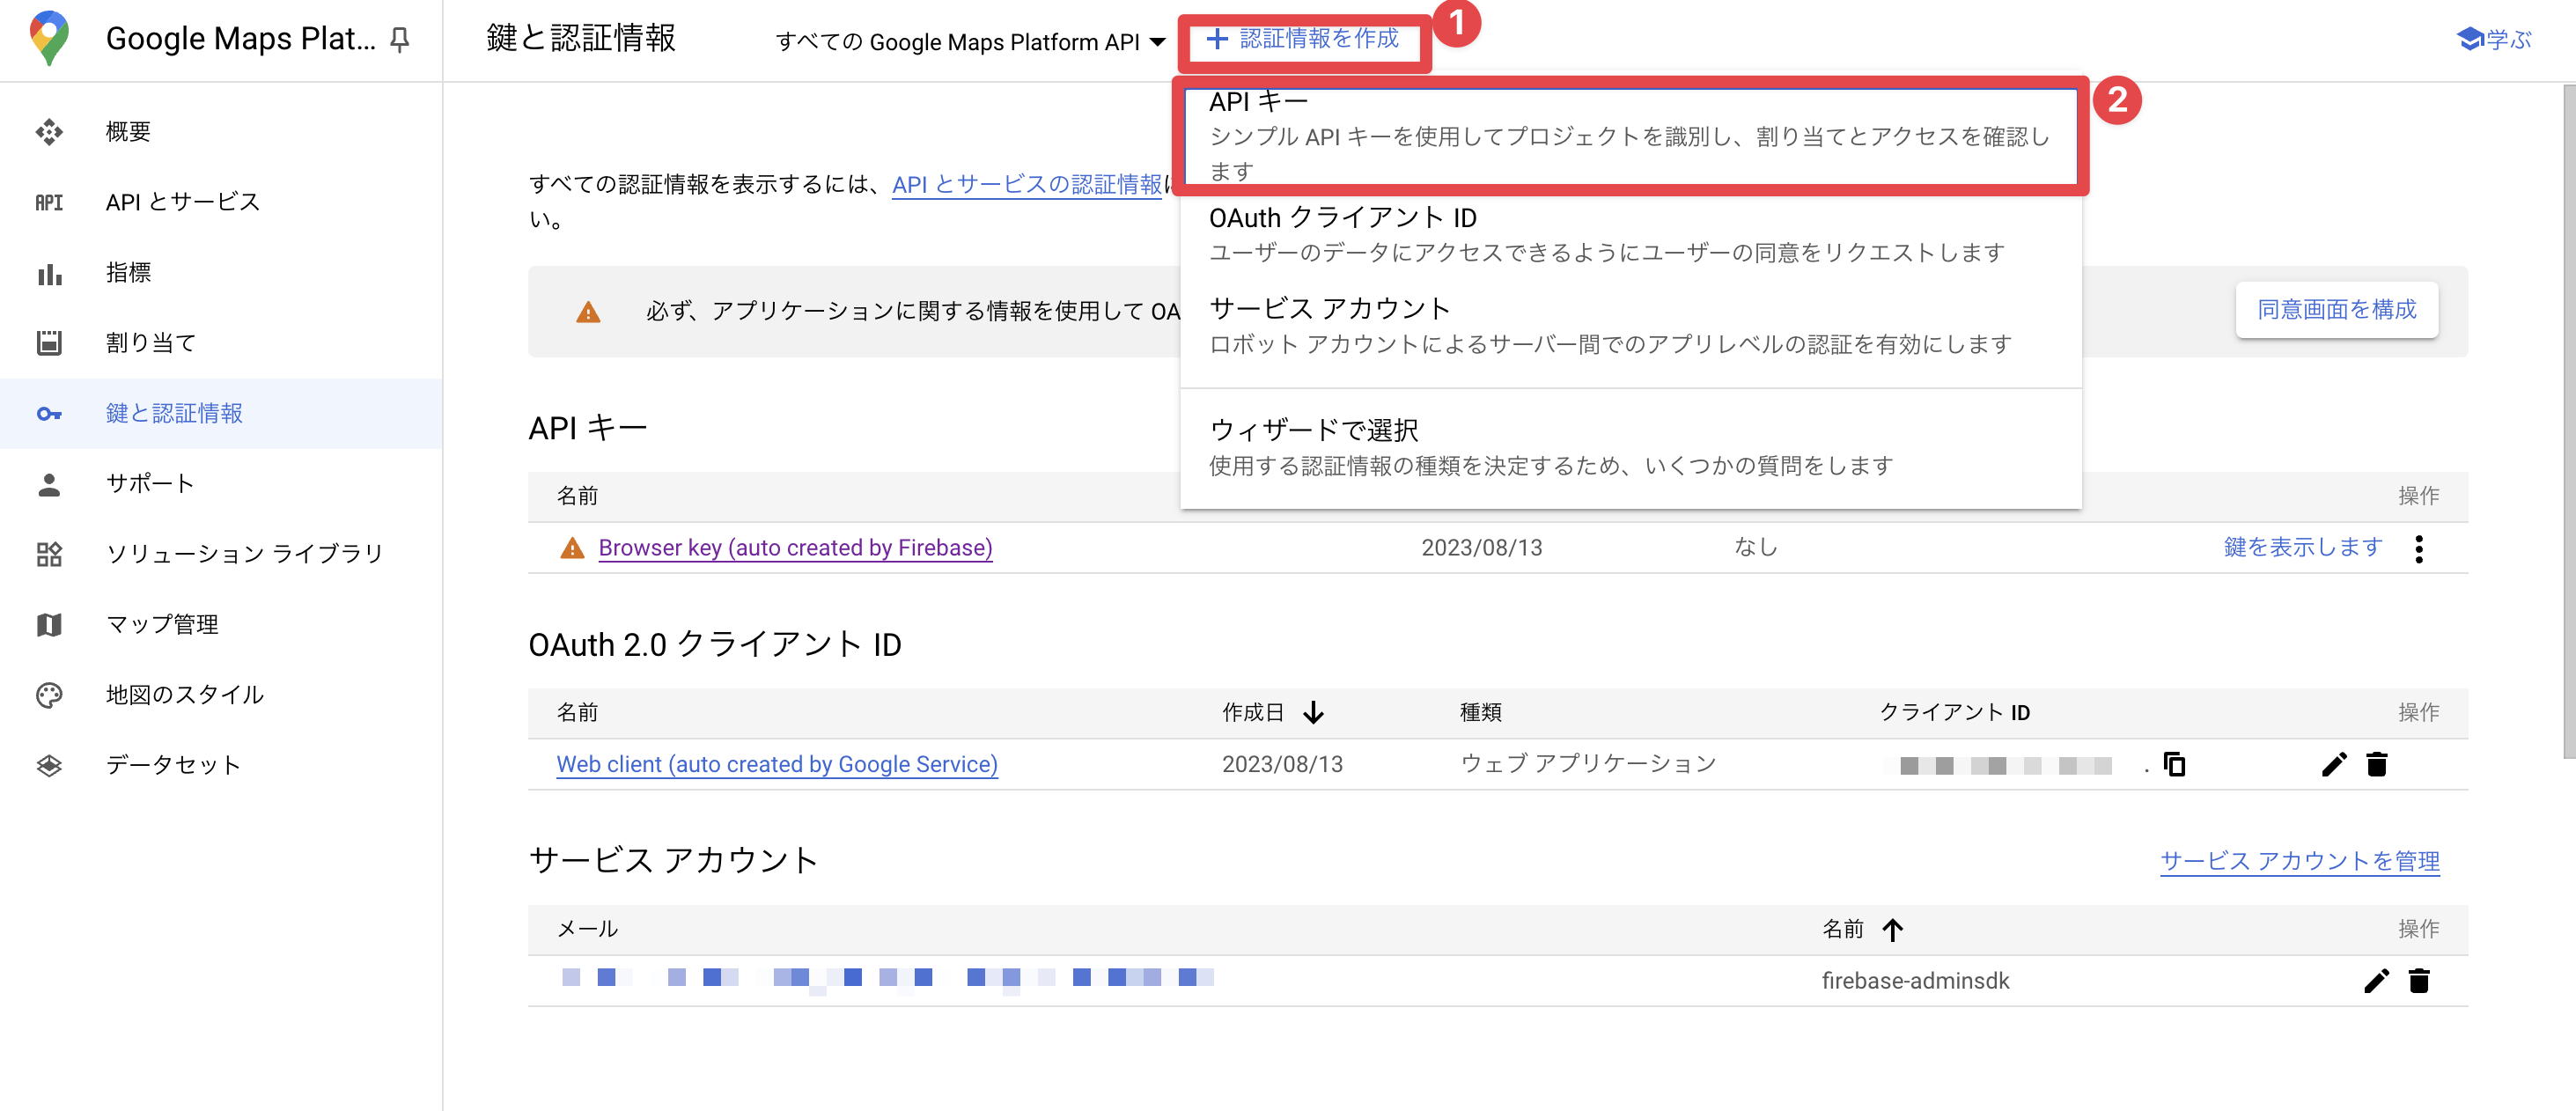 Google Maps Plat...
鍵と認証情報
すべての Google Maps Platform API
認証情報を作成
1
学ぶ
API キー
シンプル API キーを使用してプロジェクトを識別し、割り当てとアクセスを確認し
ます
2
OAuth クライアント ID
ユーザーのデータにアクセスできるようにユーザーの同意をリクエストします
サービス アカウント
ロボット アカウントによるサーバー間でのアプリレベルの認証を有効にします
ウィザードで選択
使用する認証情報の種類を決定するため、いくつかの質問をします
概要
API API とサービス
指標
割り当て
鍵と認証情報
サポート
ソリューション ライブラリ
マップ管理
地図のスタイル
データセット
すべての認証情報を表示するには、API とサービスの認証情報に
い。
必ず、アプリケーションに関する情報を使用して OA
同意画面を構成
API キー
名前
操作
Browser key (auto created by Firebase)
2023/08/13
なし
鍵を表示します
OAuth 2.0 クライアント ID
名前
作成日
種類
クライアント ID
操作
Web client (auto created by Google Service)
2023/08/13
ウェブ アプリケーション
サービス アカウント
サービス アカウントを管理
メール
名前
操作
firebase-adminsdk